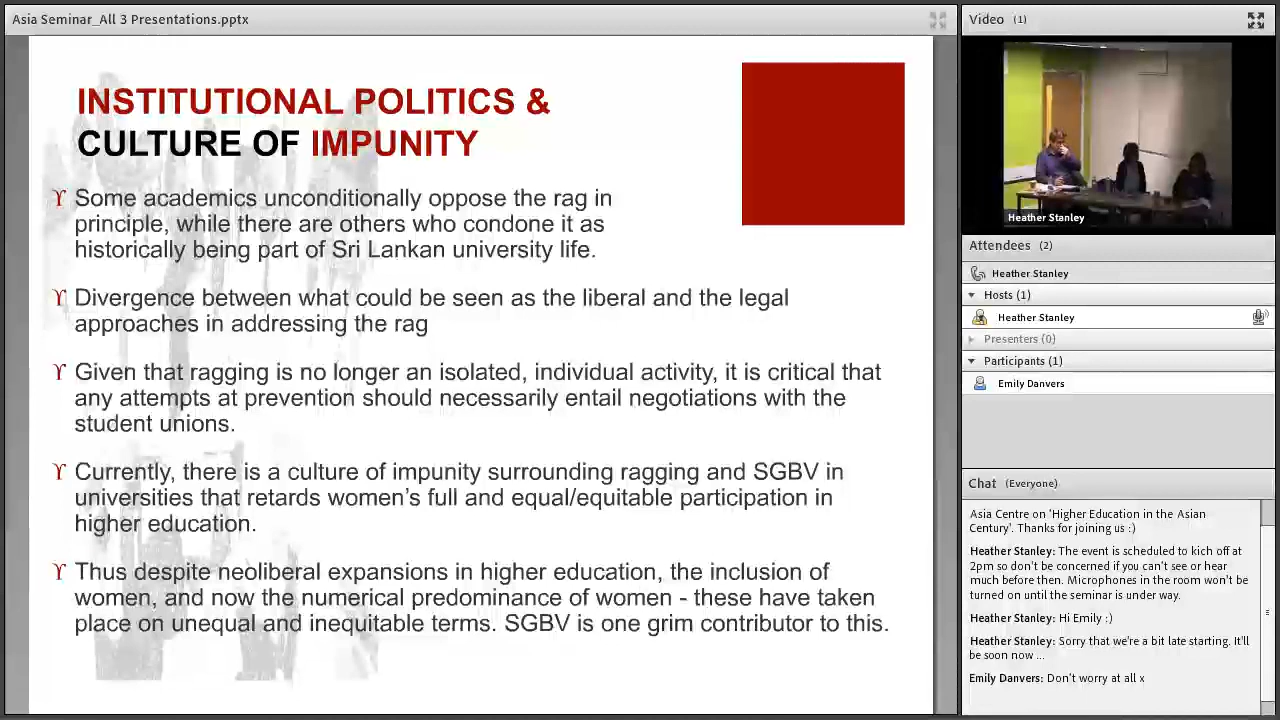 Asia Seminar_All 3 Presentations.pptx
INSTITUTIONAL POLITICS &
CULTURE OF IMPUNITY
Some academics unconditionally oppose the rag in
principle, while there are others who condone it as
historically being part of Sri Lankan university life.
Divergence between what could be seen as the liberal and the legal
approaches in addressing the rag
Given that ragging is no longer an isolated, individual activity, it is critical that
any attempts at prevention should necessarily entail negotiations with the
student unions.
Currently, there is a culture of impunity surrounding ragging and SGBV in
universities that retards women's full and equal/equitable participation in
higher education.
Thus despite neoliberal expansions in higher education, the inclusion of
women, and now the numerical predominance of women - these have taken
place on unequal and inequitable terms. SGBV is one grim contributor to this.
Video (1)
Heather Stanley
Attendees (2)
Heather Stanley
Hosts (1)
Heather Stanley
Presenters (0)
Participants (1)
Emily Danvers
Chat (Everyone)
Asia Centre on 'Higher Education in the Asian
Century'. Thanks for joining us :)
Heather Stanley: The event is scheduled to kick off at
2pm so don't be concerned if you can't see or hear
much before then. Microphones in the room won't be
turned on until the seminar is under way.
Heather Stanley: Hi Emily :)
Heather Stanley: Sorry that we're a bit late starting. It'll
be soon now ...
Emily Danvers: Don't worry at all x